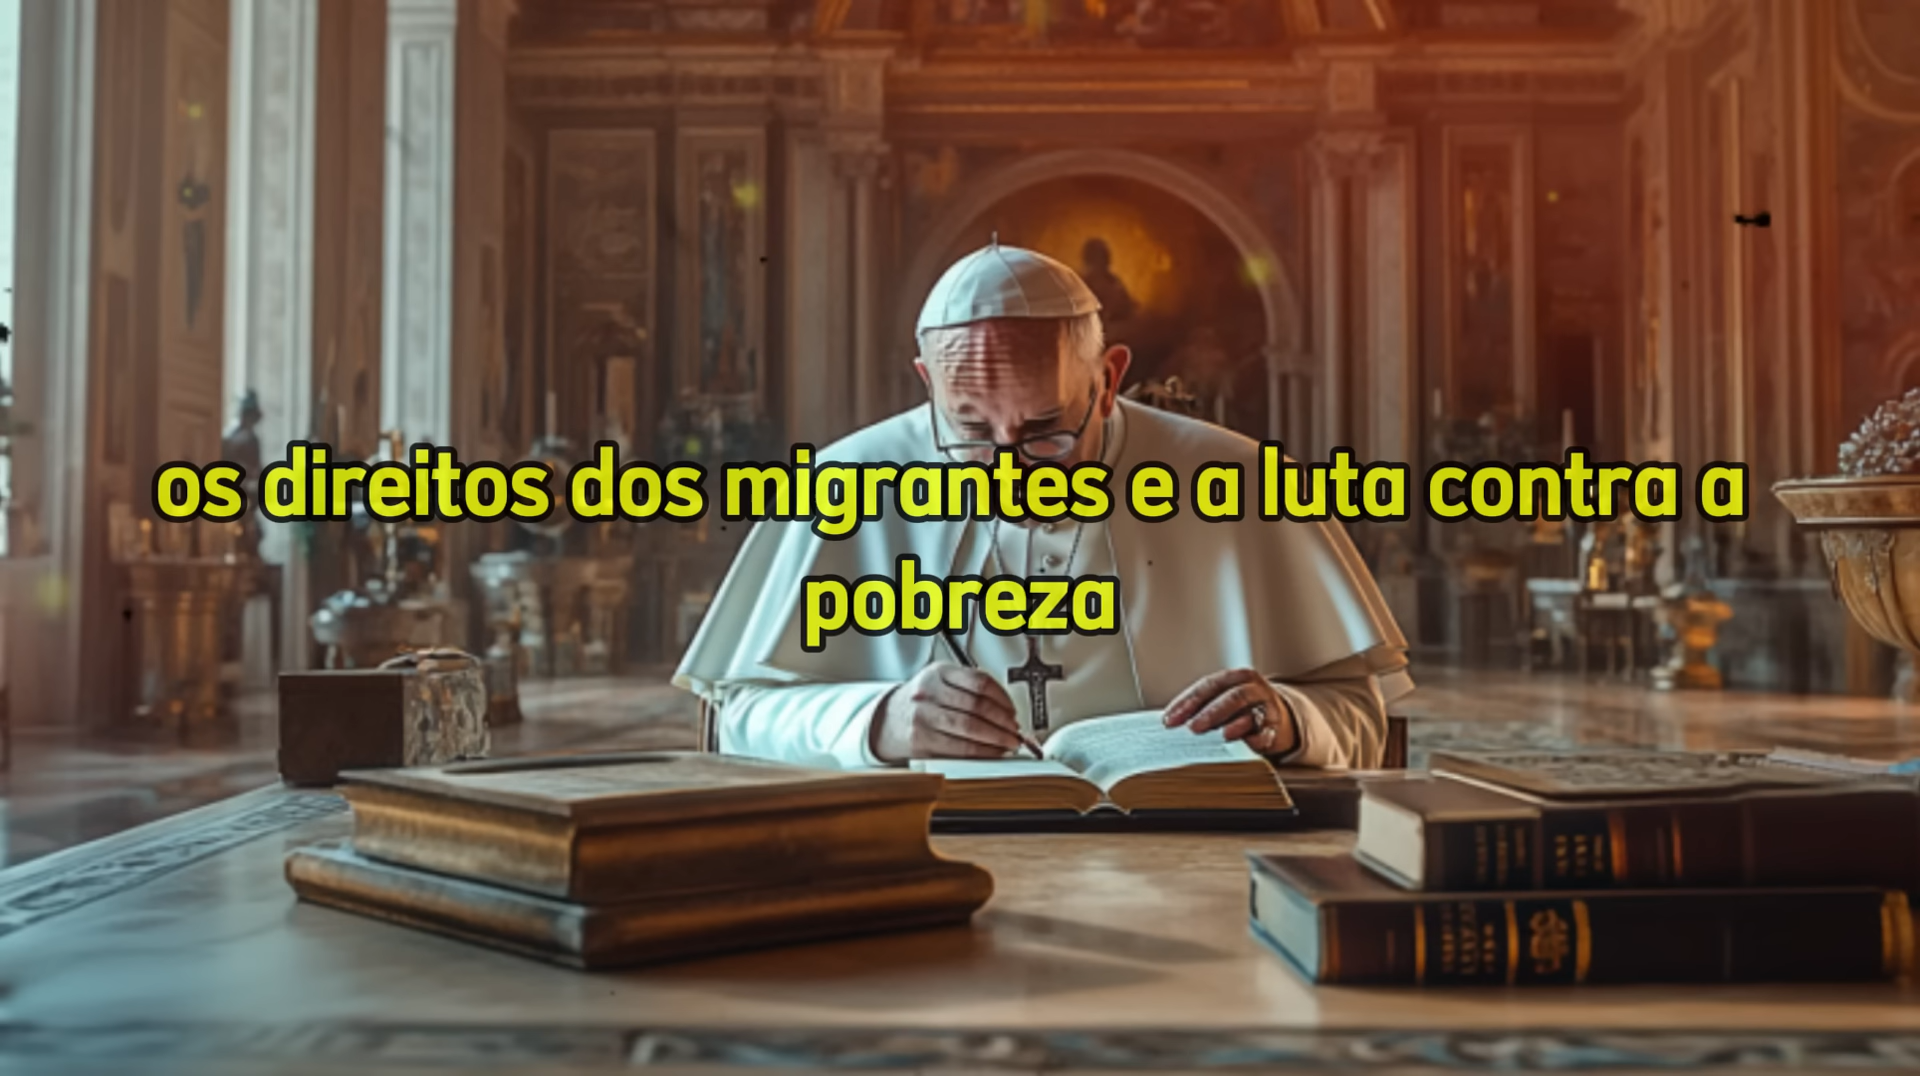 os direitos dos migrantes e a luta contra a
pobreza